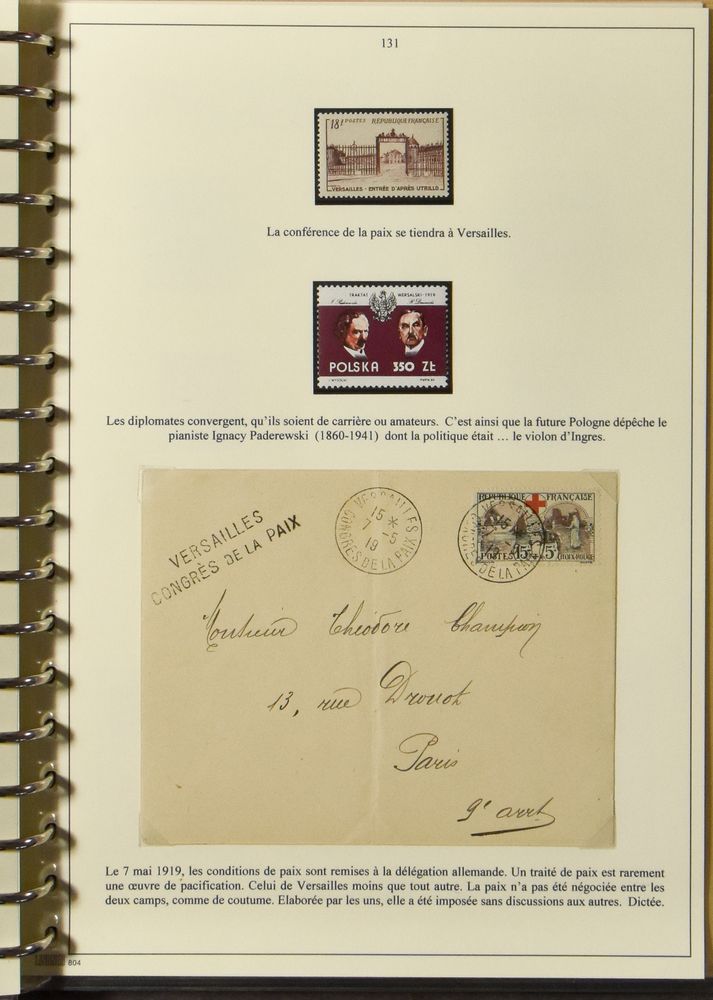 131
18f POSTES RÉPUBLIQUE FRANÇAISE
VERSAILLES - ENTRÉE D'APRÈS UTRILLO
La conférence de la paix se tiendra à Versailles.
TRAKTAT WERSALSKI · 1919
POLSKA 350 ZŁ
Les diplomates convergent, qu'ils soient de carrière ou amateurs. C'est ainsi que la future Pologne dépêche le
pianiste Ignacy Paderewski (1860-1941) dont la politique était … le violon d'Ingres.
VERSAILLES
CONGRÈS DE LA PAIX
VERSAILLES
15 *
7 -5
19
CONGRÈS DE LA PAIX
RÉPUBLIQUE FRANÇAISE
POSTES 15c + 5c CROIX-ROUGE
Monsieur Théodore Champion
13, rue Drouot
Paris
9e arrt
Le 7 mai 1919, les conditions de paix sont remises à la délégation allemande. Un traité de paix est rarement
une œuvre de pacification. Celui de Versailles moins que tout autre. La paix n'a pas été négociée entre les
deux camps, comme de coutume. Elaborée par les uns, elle a été imposée sans discussions aux autres. Dictée.
804